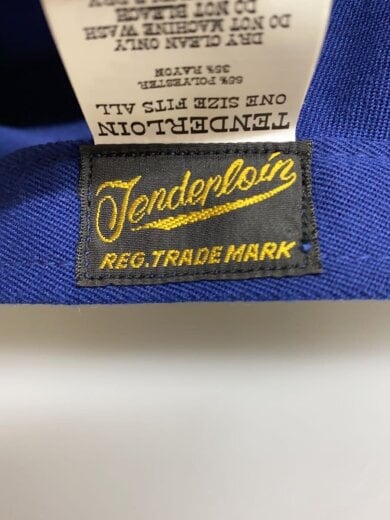 TENDERLOIN
ONE SIZE FITS ALL
65% POLYESTER
35% RAYON
DRY CLEAN ONLY
DO NOT MACHINE WASH
DO NOT BLEACH
Tenderloin
REG. TRADE MARK